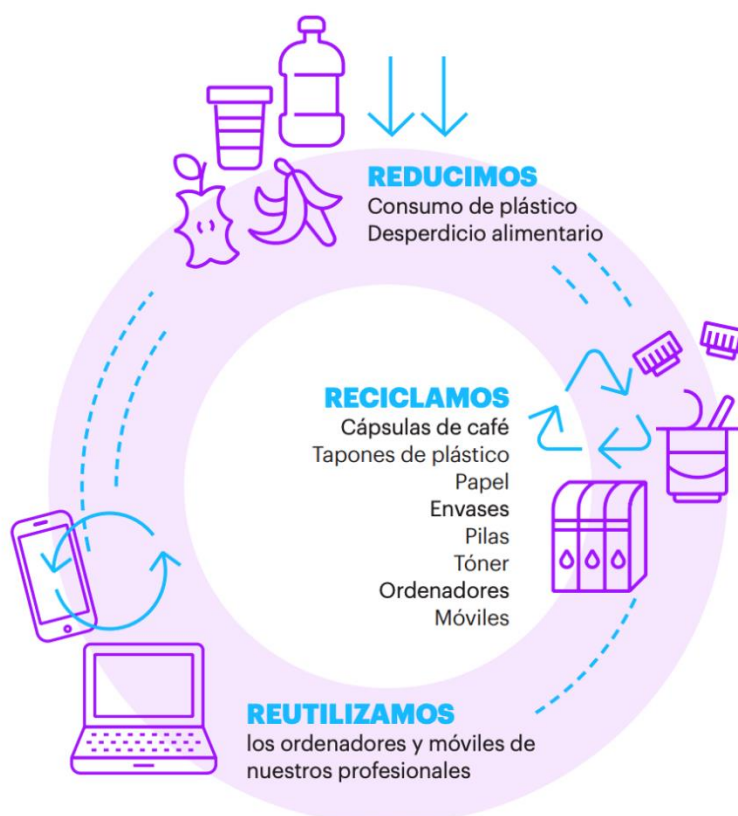 REDUCIMOS
Consumo de plástico
Desperdicio alimentario
RECICLAMOS
Cápsulas de café
Tapones de plástico
Papel
Envases
Pilas
Tóner
Ordenadores
Móviles
REUTILIZAMOS
los ordenadores y móviles de
nuestros profesionales